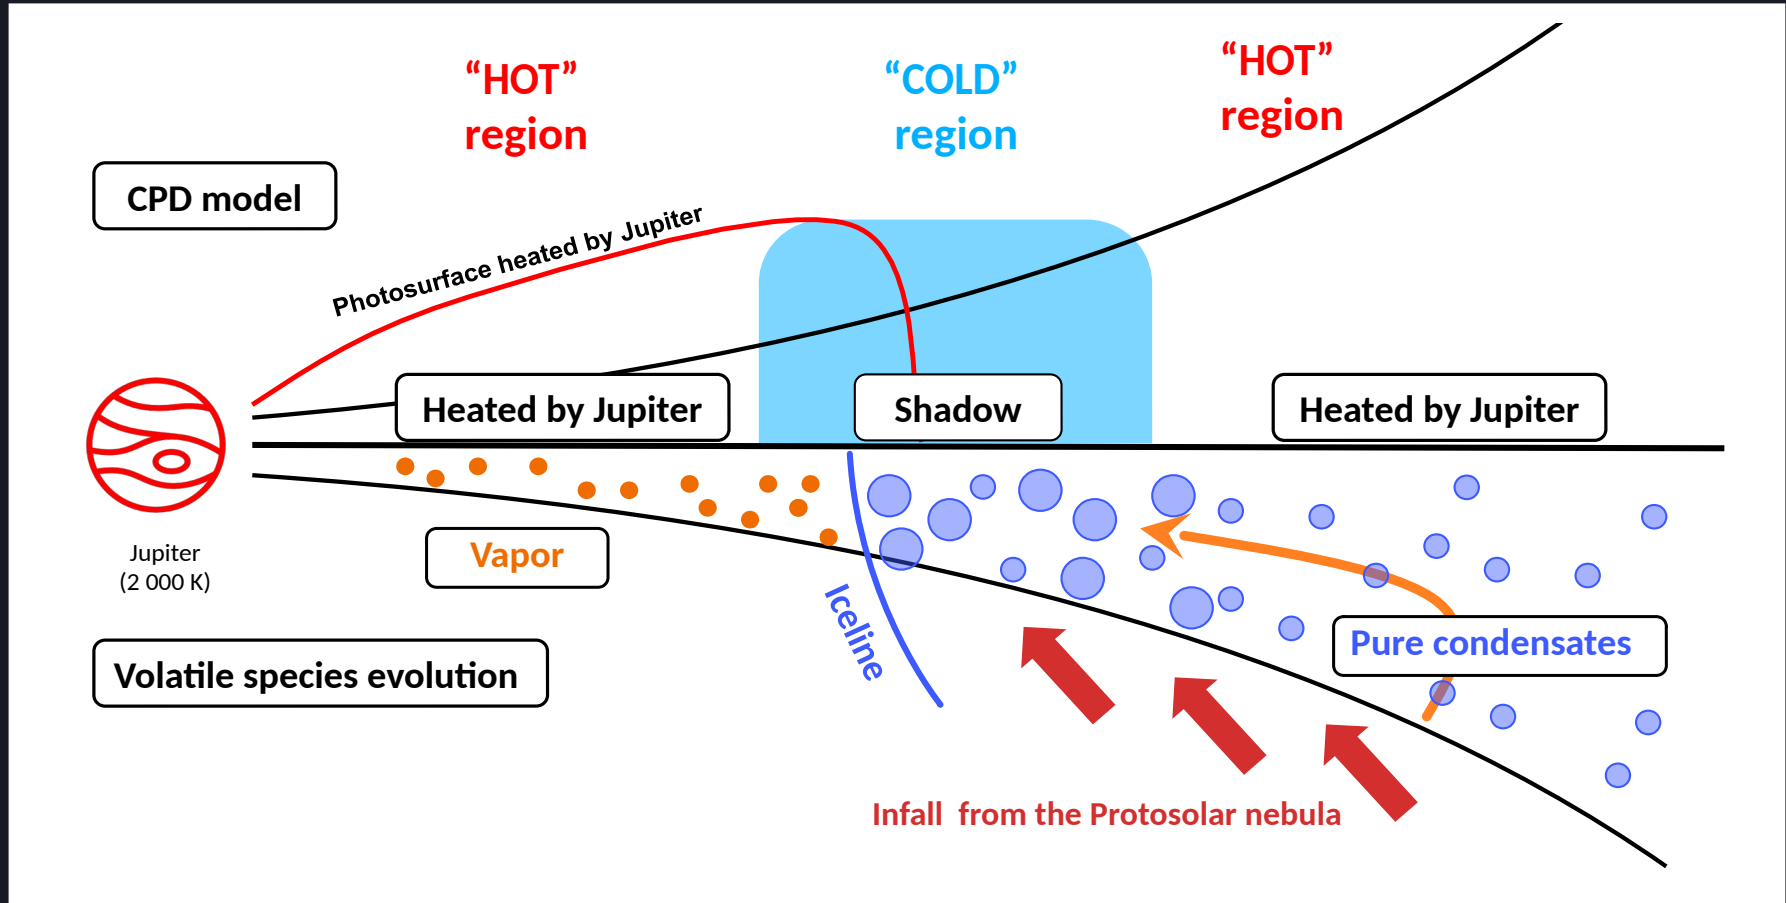 “HOT”
region
“COLD”
region
“HOT”
region
CPD model
Photosurface heated by Jupiter
Heated by Jupiter
Shadow
Heated by Jupiter
Jupiter
(2 000 K)
Vapor
Iceline
Pure condensates
Volatile species evolution
Infall from the Protosolar nebula